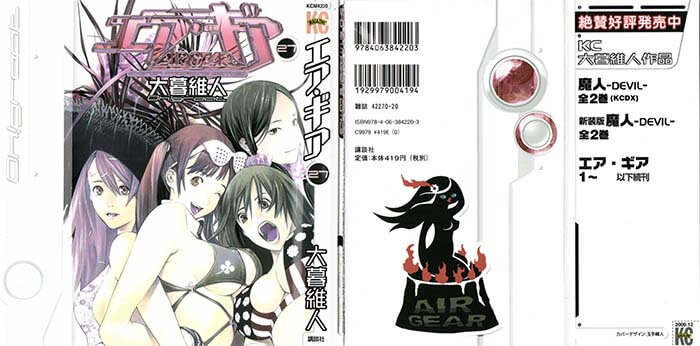 エア・ギア
AIR GEAR
27
大暮維人
KCM4220
KC
エア・ギア
27
大暮維人
講談社
9784063842203
1929979004194
雑誌 42270-20
ISBN978-4-06-384220-3
C9979 ¥419E (0)
講談社
定価:本体419円(税別)
AIR
GEAR
絶賛好評発売中
KC
大暮維人作品
魔人-DEVIL-
全2巻(KCDX)
新装版 魔人-DEVIL-
全2巻
エア・ギア
1~ 以下続刊
2009.12
KC